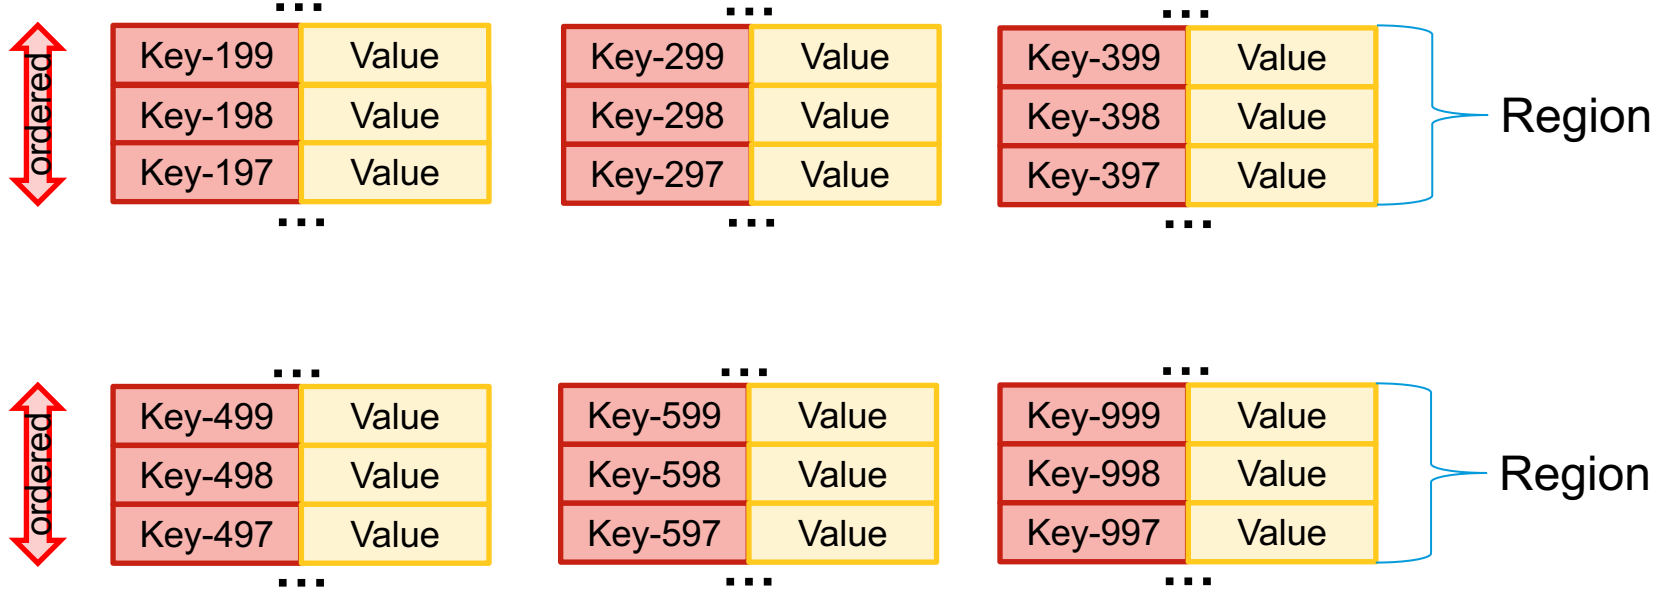 ... ... ...
ordered Key-199 Value Key-299 Value Key-399 Value
Key-198 Value Key-298 Value Key-398 Value Region
Key-197 Value Key-297 Value Key-397 Value
... ... ...
... ... ...
ordered Key-499 Value Key-599 Value Key-999 Value
Key-498 Value Key-598 Value Key-998 Value Region
Key-497 Value Key-597 Value Key-997 Value
... ... ...